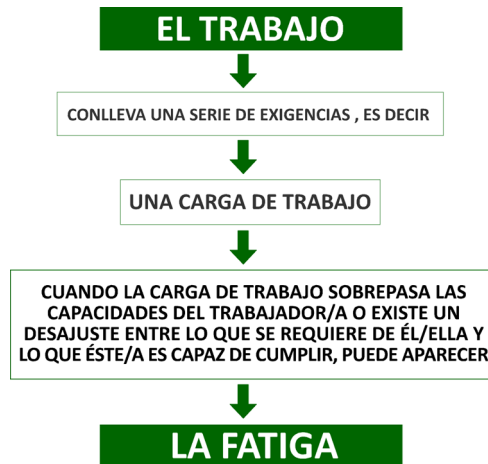 EL TRABAJO
CONLLEVA UNA SERIE DE EXIGENCIAS , ES DECIR
UNA CARGA DE TRABAJO
CUANDO LA CARGA DE TRABAJO SOBREPASA LAS
CAPACIDADES DEL TRABAJADOR/A O EXISTE UN
DESAJUSTE ENTRE LO QUE SE REQUIERE DE ÉL/ELLA Y
LO QUE ÉSTE/A ES CAPAZ DE CUMPLIR, PUEDE APARECER
LA FATIGA